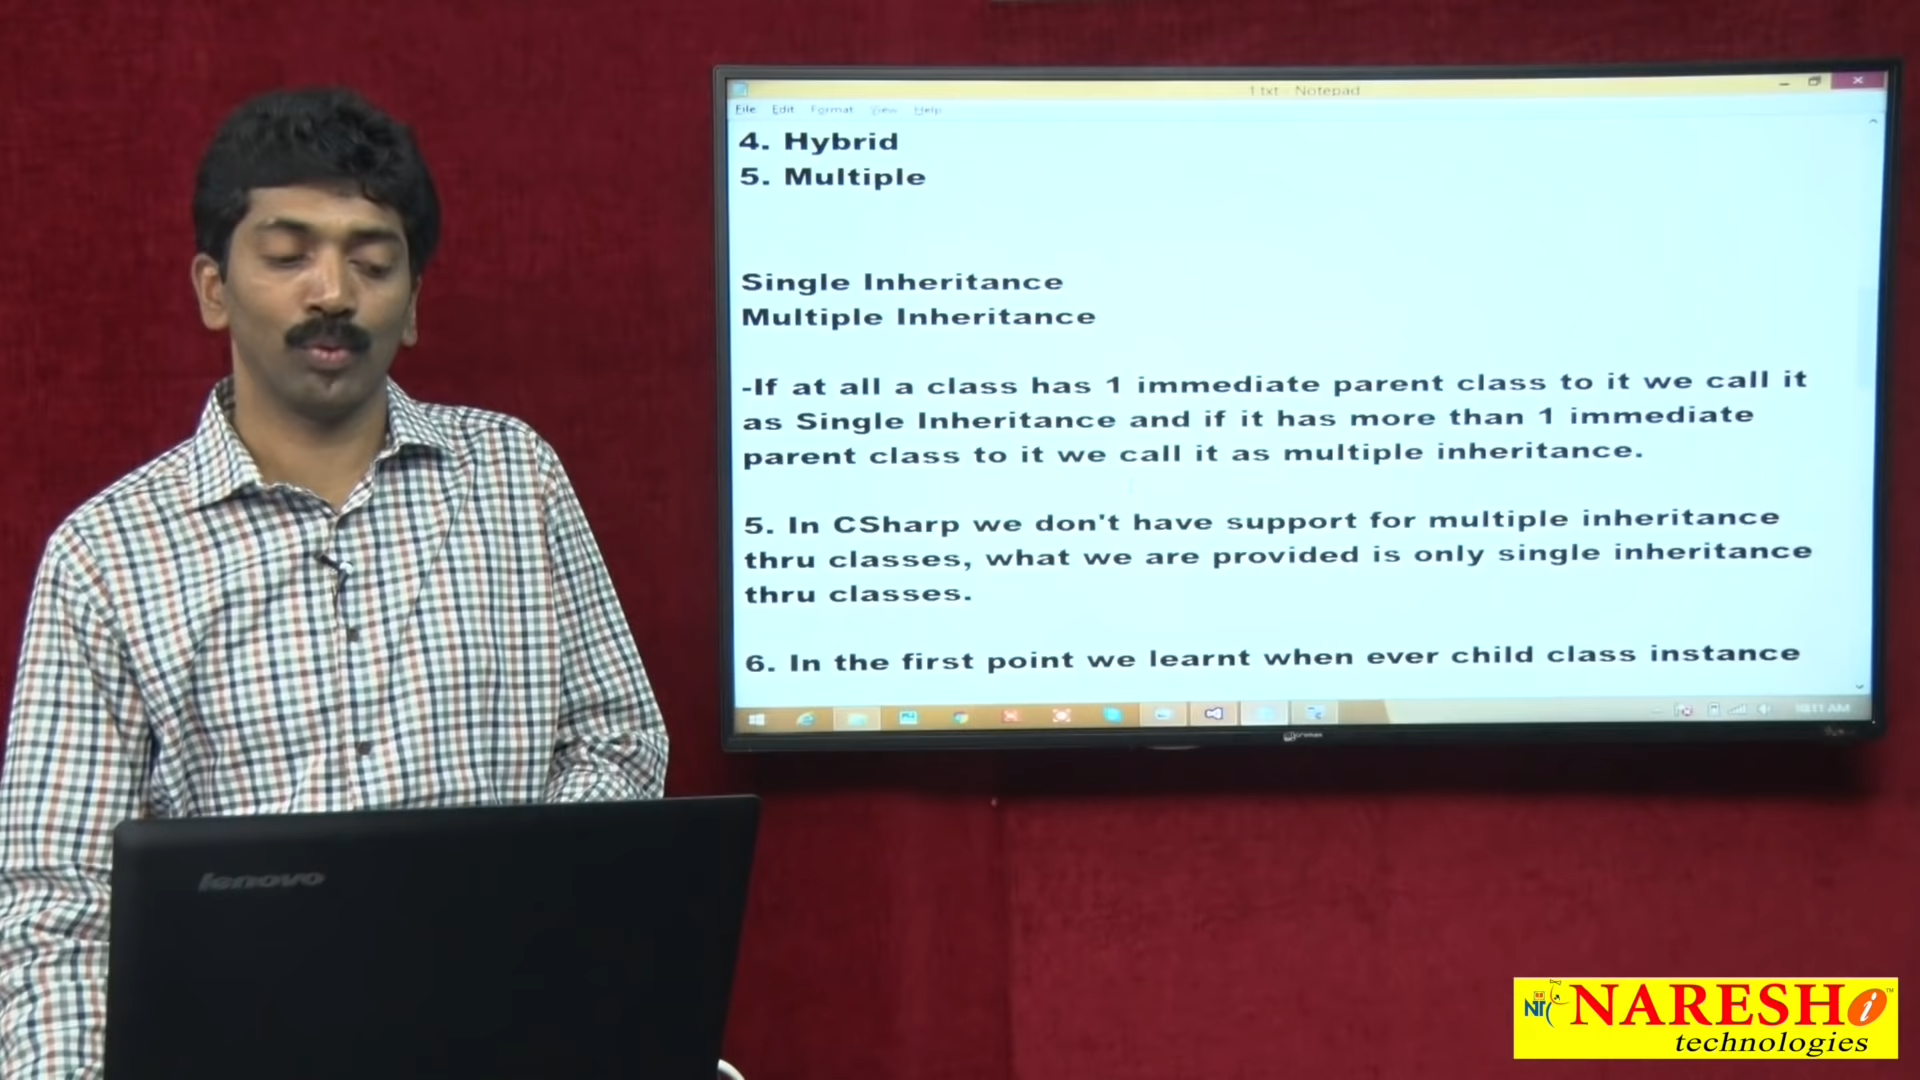 1.txt - Notepad
File Edit Format View Help
4. Hybrid
5. Multiple
Single Inheritance
Multiple Inheritance
-If at all a class has 1 immediate parent class to it we call it
as Single Inheritance and if it has more than 1 immediate
parent class to it we call it as multiple inheritance.
5. In CSharp we don't have support for multiple inheritance
thru classes, what we are provided is only single inheritance
thru classes.
6. In the first point we learnt when ever child class instance
10:11 AM
lenovo
NARESH i ™
technologies